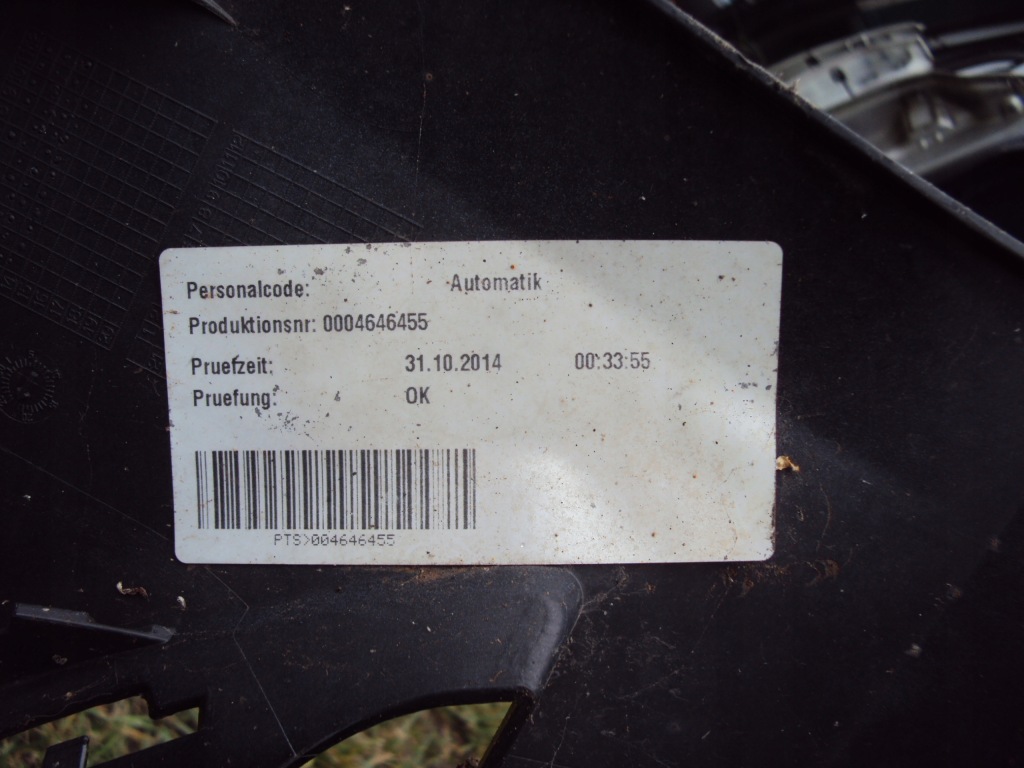 Personalcode: Automatik
Produktionsnr: 0004646455
Pruefzeit: 31.10.2014 00:33:55
Pruefung: OK
PTS>004646455